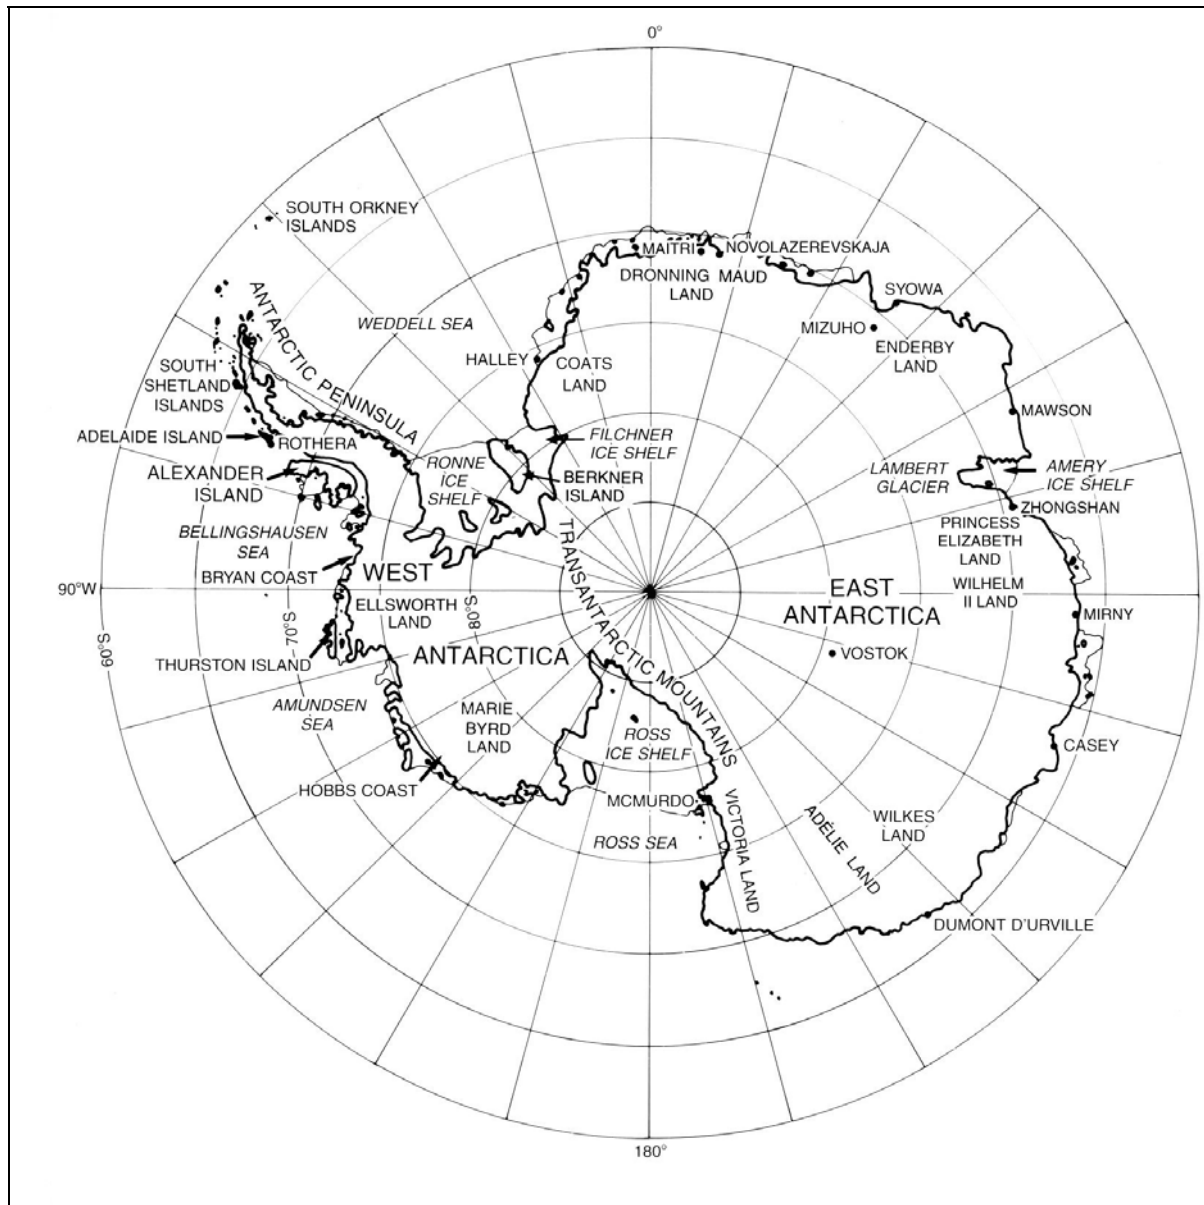 0°
SOUTH ORKNEY
ISLANDS
ANTARCTIC PENINSULA
WEDDELL SEA
MAITRI
NOVOLAZEREVSKAJA
DRONNING MAUD
LAND
SYOWA
MIZUHO
ENDERBY
LAND
HALLEY
COATS
LAND
SOUTH
SHETLAND
ISLANDS
MAWSON
ADELAIDE ISLAND
ROTHERA
FILCHNER
ICE SHELF
RONNE
ICE
SHELF
BERKNER
ISLAND
LAMBERT
GLACIER
AMERY
ICE SHELF
ALEXANDER
ISLAND
ZHONGSHAN
BELLINGSHAUSEN
SEA
PRINCESS
ELIZABETH
LAND
TRANSANTARCTIC MOUNTAINS
BRYAN COAST
WEST
90°W
EAST
ANTARCTICA
WILHELM
II LAND
ELLSWORTH
LAND
80°S
70°S
60°S
MIRNY
THURSTON ISLAND
ANTARCTICA
VOSTOK
AMUNDSEN
SEA
MARIE
BYRD
LAND
ROSS
ICE SHELF
CASEY
HOBBS COAST
MCMURDO
VICTORIA LAND
ADÉLIE LAND
WILKES
LAND
ROSS SEA
DUMONT D'URVILLE
180°